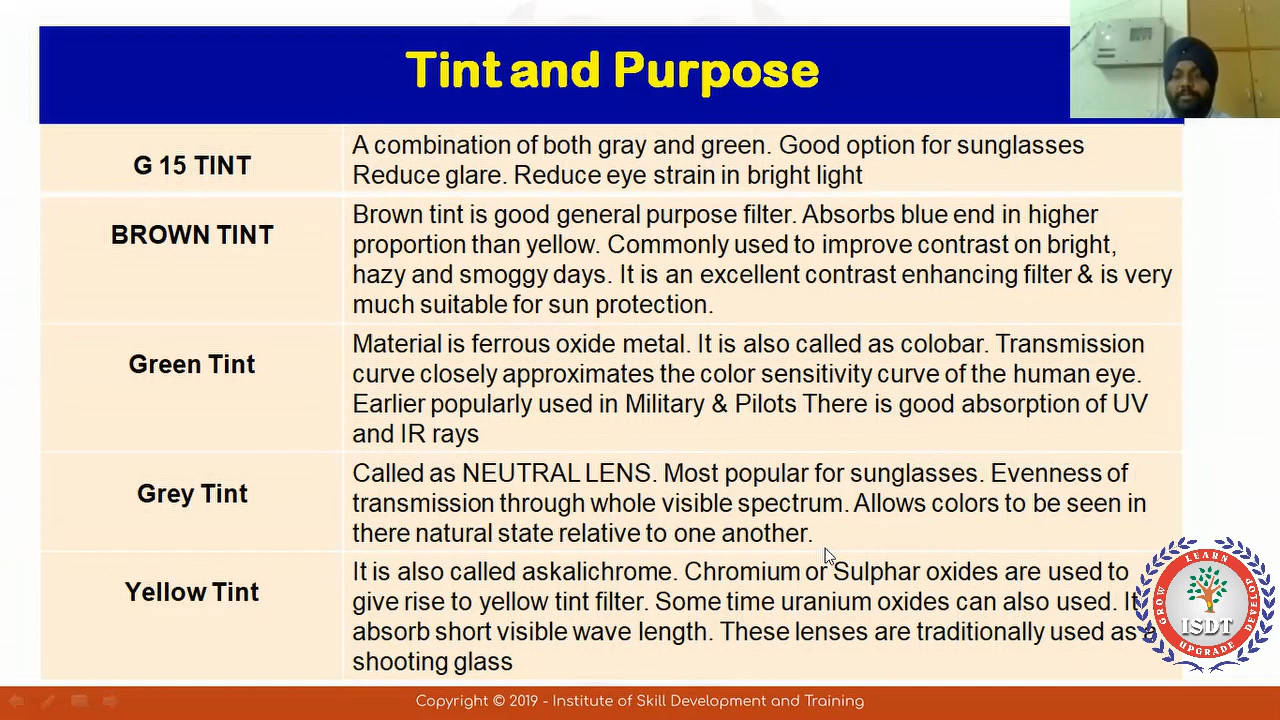 Tint and Purpose
G 15 TINT
A combination of both gray and green. Good option for sunglasses
Reduce glare. Reduce eye strain in bright light
BROWN TINT
Brown tint is good general purpose filter. Absorbs blue end in higher
proportion than yellow. Commonly used to improve contrast on bright,
hazy and smoggy days. It is an excellent contrast enhancing filter & is very
much suitable for sun protection.
Green Tint
Material is ferrous oxide metal. It is also called as colobar. Transmission
curve closely approximates the color sensitivity curve of the human eye.
Earlier popularly used in Military & Pilots There is good absorption of UV
and IR rays
Grey Tint
Called as NEUTRAL LENS. Most popular for sunglasses. Evenness of
transmission through whole visible spectrum. Allows colors to be seen in
there natural state relative to one another.
Yellow Tint
It is also called askalichrome. Chromium or Sulphar oxides are used to
give rise to yellow tint filter. Some time uranium oxides can also used. It
absorb short visible wave length. These lenses are traditionally used as a
shooting glass
GROW LEARN DEVELOP
ISDT
UPGRADE
Copyright © 2019 - Institute of Skill Development and Training